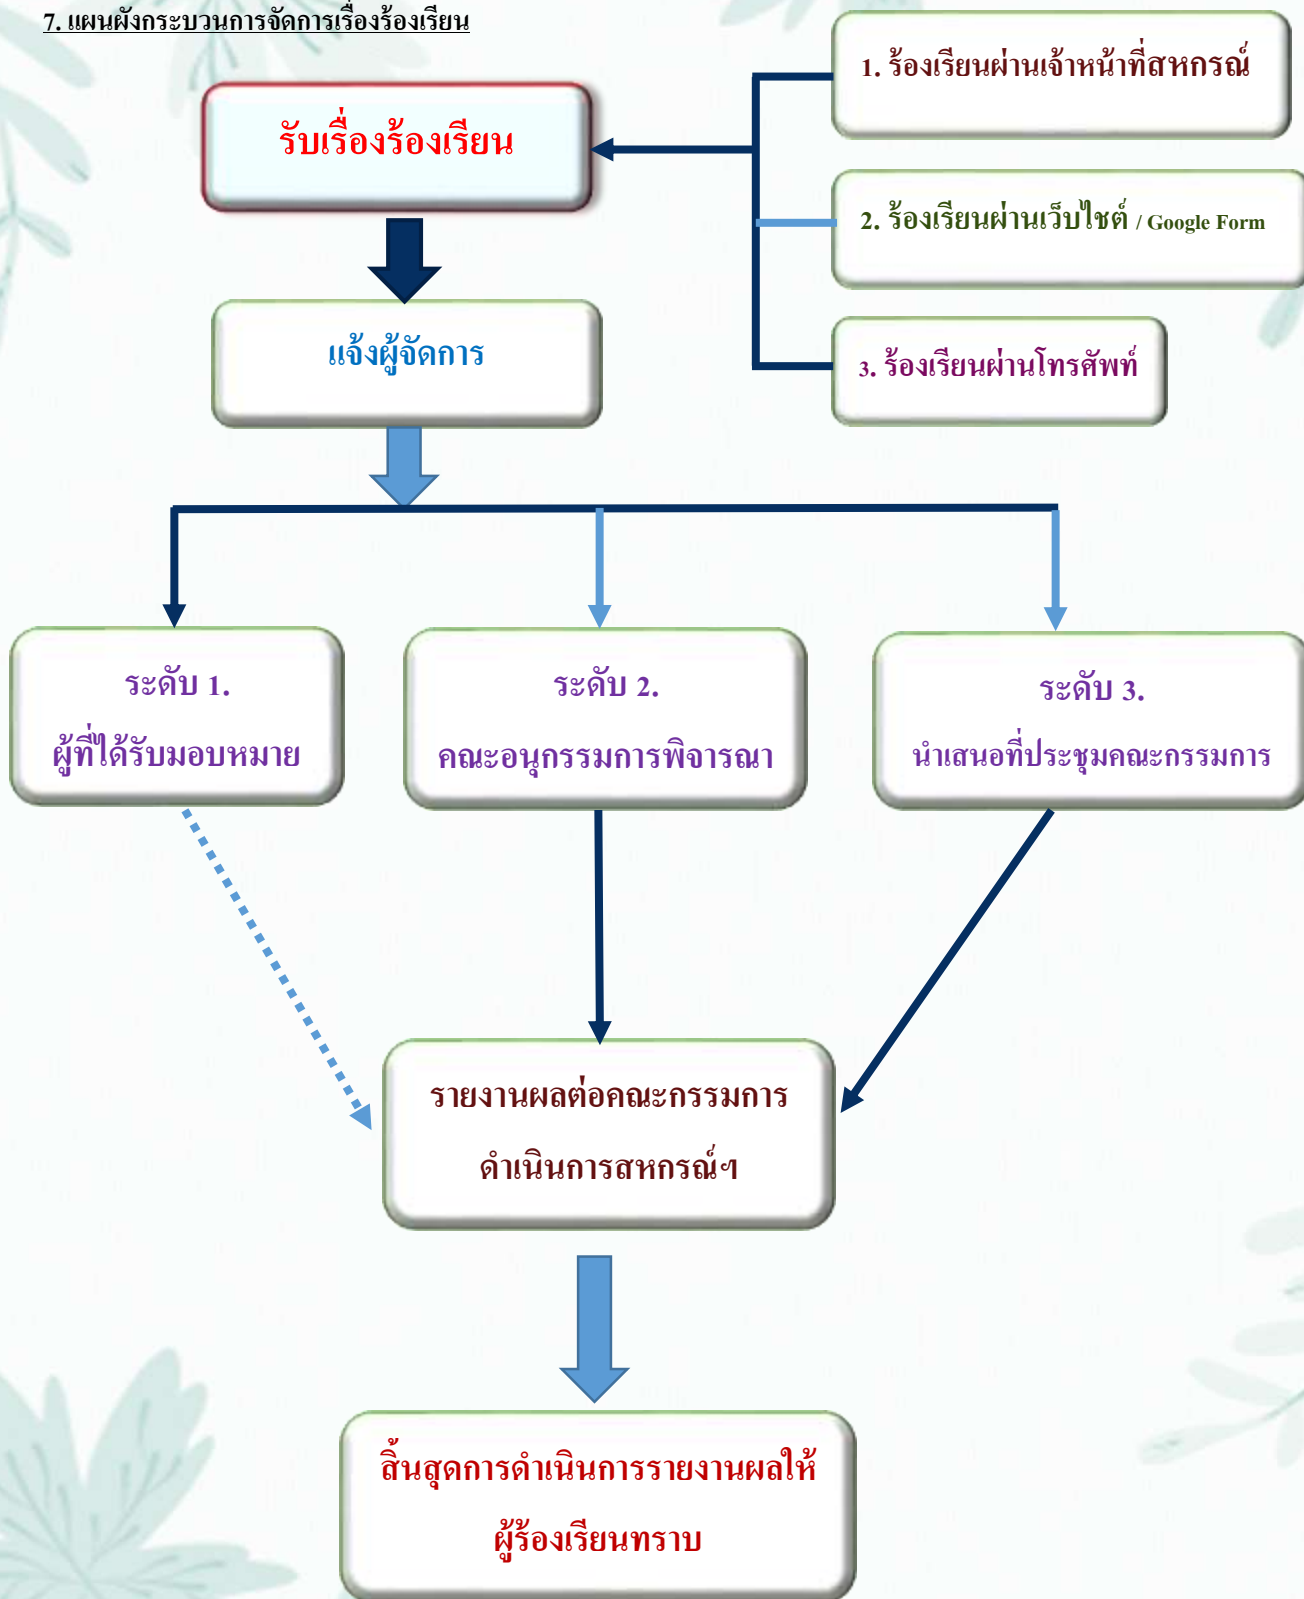 7. แผนผังกระบวนการจัดการเรื่องร้องเรียน
รับเรื่องร้องเรียน
1. ร้องเรียนผ่านเจ้าหน้าที่สหกรณ์
2. ร้องเรียนผ่านเว็บไซต์ / Google Form
3. ร้องเรียนผ่านโทรศัพท์
แจ้งผู้จัดการ
ระดับ 1.
ผู้ที่ได้รับมอบหมาย
ระดับ 2.
คณะอนุกรรมการพิจารณา
ระดับ 3.
นำเสนอที่ประชุมคณะกรรมการ
รายงานผลต่อคณะกรรมการ
ดำเนินการสหกรณ์ฯ
สิ้นสุดการดำเนินการรายงานผลให้
ผู้ร้องเรียนทราบ